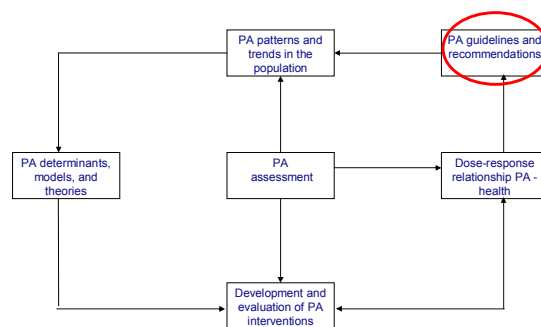 PA patterns and
trends in the
population
PA guidelines and
recommendations
PA determinants,
models, and
theories
PA
assessment
Dose-response
relationship PA -
health
Development and
evaluation of PA
interventions